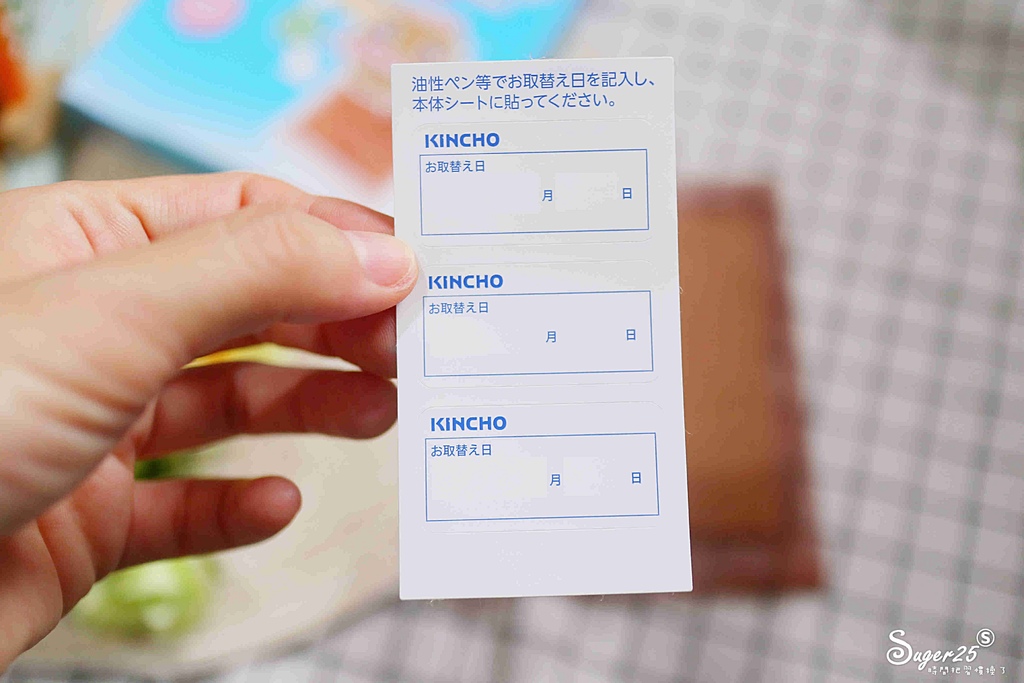 油性ペン等でお取替え日を記入し、
本体シートに貼ってください。
KINCHO
お取替え日
月 日
KINCHO
お取替え日
月 日
KINCHO
お取替え日
月 日
Suger25 S